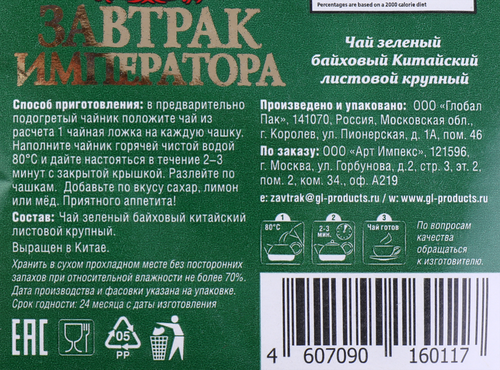 Percentages are based on a 2000 calorie diet
ЗАВТРАК
ИМПЕРАТОРА
Чай зеленый
байховый Китайский
листовой крупный
Способ приготовления: в предварительно
подогретый чайник положите чай из
расчета 1 чайная ложка на каждую чашку.
Наполните чайник горячей чистой водой
80°C и дайте настояться в течение 2–3
минут с закрытой крышкой. Разлейте по
чашкам. Добавьте по вкусу сахар, лимон
или мёд. Приятного аппетита!
Состав: Чай зеленый байховый китайский
листовой крупный.
Выращен в Китае.
Хранить в сухом прохладном месте без посторонних
запахов при относительной влажности не более 70%.
Дата производства и фасовки указана на упаковке.
Срок годности: 24 месяца с даты изготовления
EAC
05
PP
Произведено и упаковано: ООО «Глобал
Пак», 141070, Россия, Московская обл.,
г. Королев, ул. Пионерская, д.1А, пом. 46
По заказу: ООО «Арт Импекс», 121596,
г. Москва, ул. Горбунова, д.2, стр. 3, эт. 2,
пом. 2, ком. 34., оф. А219
e: zavtrak@gl-products.ru / w: www.gl-products.ru
1 2 3
80°C
2-3
мин.
Чай готов
По вопросам
качества
обращаться
к изготовителю.
4 607090 160117